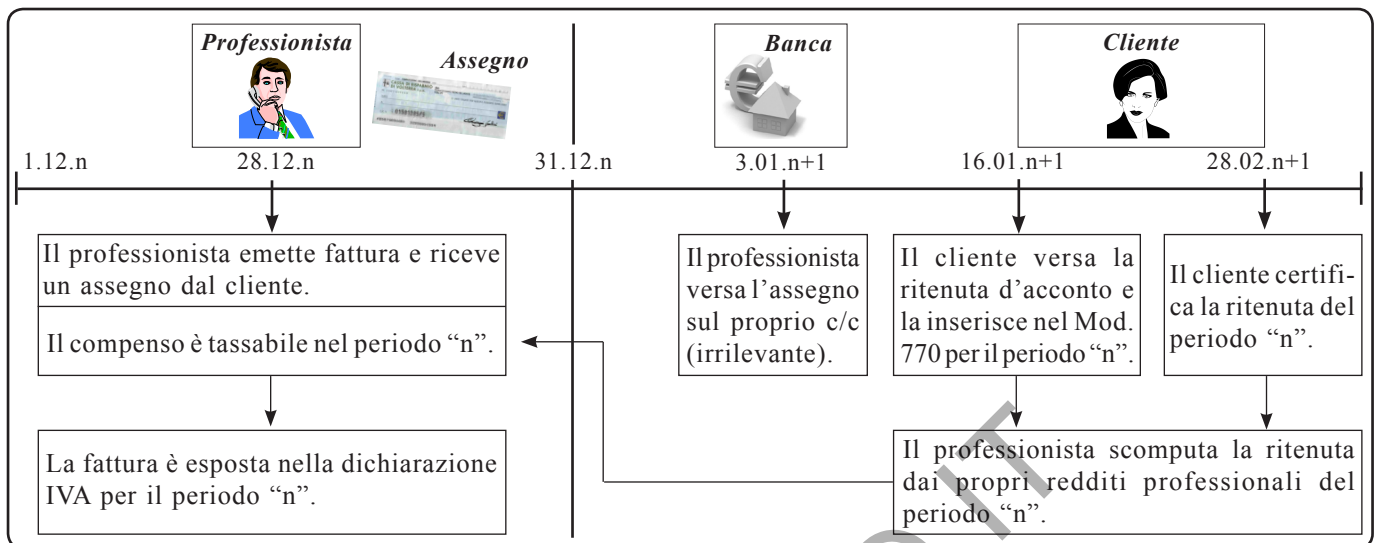 Professionista
Assegno
Banca
Cliente
1.12.n
28.12.n
31.12.n
3.01.n+1
16.01.n+1
28.02.n+1
Il professionista emette fattura e riceve
un assegno dal cliente.
Il compenso è tassabile nel periodo “n”.
La fattura è esposta nella dichiarazione
IVA per il periodo “n”.
Il professionista
versa l’assegno
sul proprio c/c
(irrilevante).
Il cliente versa la
ritenuta d’acconto e
la inserisce nel Mod.
770 per il periodo “n”.
Il cliente certifi-
ca la ritenuta del
periodo “n”.
Il professionista scomputa la ritenuta
dai propri redditi professionali del
periodo “n”.
IT